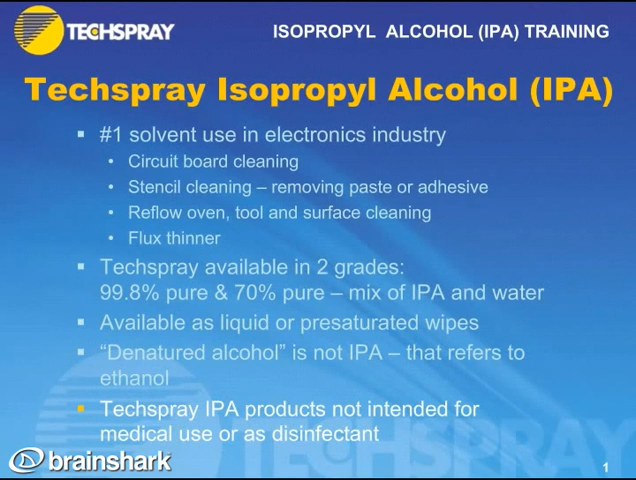 TECHSPRAY
ISOPROPYL ALCOHOL (IPA) TRAINING
Techspray Isopropyl Alcohol (IPA)
▪ #1 solvent use in electronics industry
• Circuit board cleaning
• Stencil cleaning – removing paste or adhesive
• Reflow oven, tool and surface cleaning
• Flux thinner
▪ Techspray available in 2 grades:
99.8% pure & 70% pure – mix of IPA and water
▪ Available as liquid or presaturated wipes
▪ “Denatured alcohol” is not IPA – that refers to
ethanol
▪ Techspray IPA products not intended for
medical use or as disinfectant
TECHSPRAY
brainshark
1